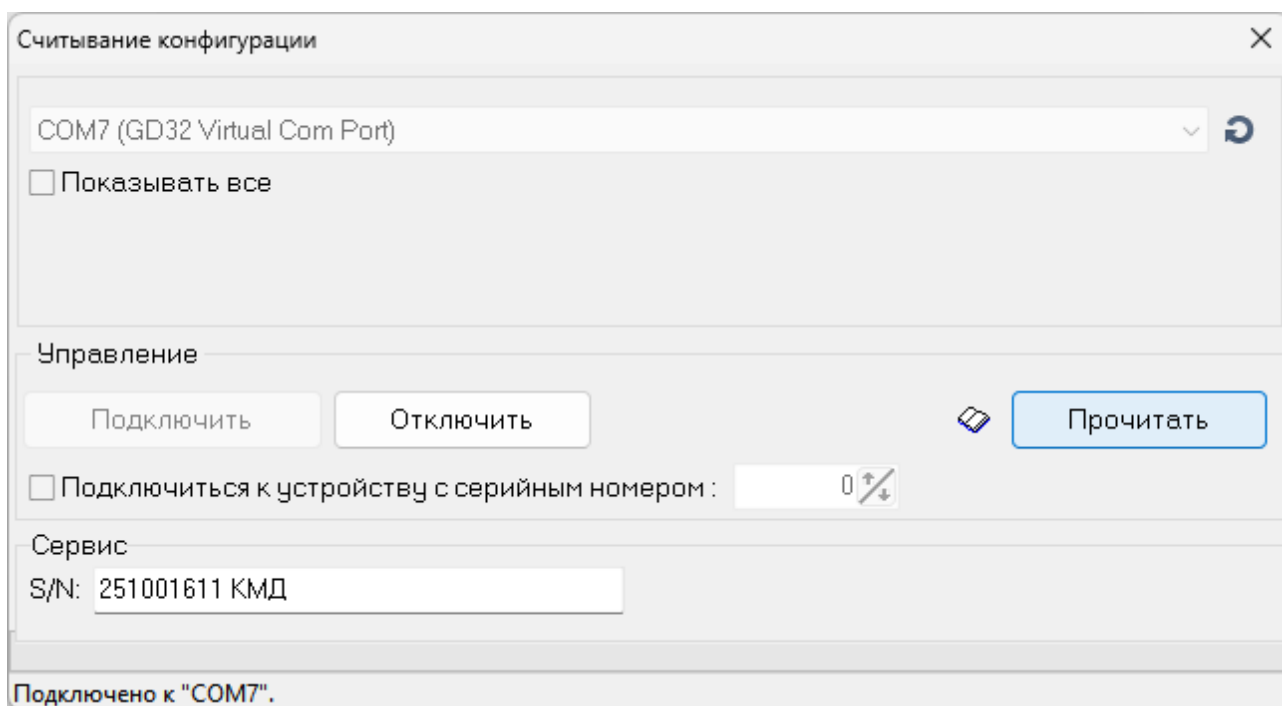 Считывание конфигурации
COM7 (GD32 Virtual Com Port)
Показывать все
Управление
Подключить Отключить Прочитать
Подключиться к устройству с серийным номером : 0
Сервис
S/N: 251001611 КМД
Подключено к "COM7".